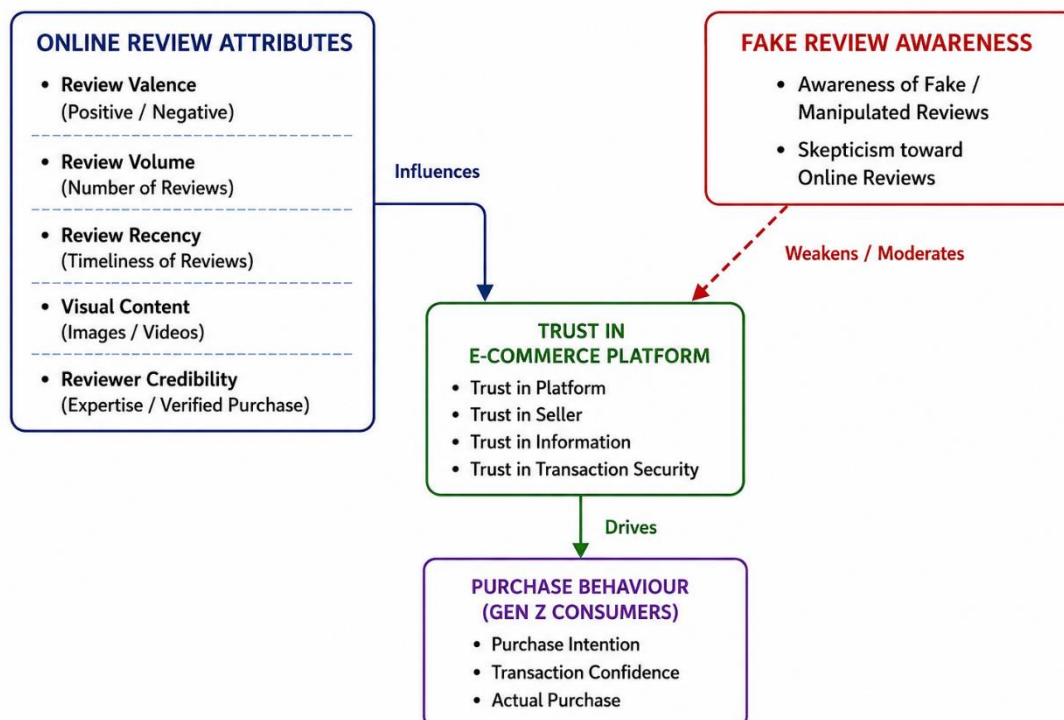 ONLINE REVIEW ATTRIBUTES
• Review Valence
(Positive / Negative)
• Review Volume
(Number of Reviews)
• Review Recency
(Timeliness of Reviews)
• Visual Content
(Images / Videos)
• Reviewer Credibility
(Expertise / Verified Purchase)
Influences
FAKE REVIEW AWARENESS
• Awareness of Fake /
Manipulated Reviews
• Skepticism toward
Online Reviews
Weakens / Moderates
TRUST IN
E-COMMERCE PLATFORM
• Trust in Platform
• Trust in Seller
• Trust in Information
• Trust in Transaction Security
Drives
PURCHASE BEHAVIOUR
(GEN Z CONSUMERS)
• Purchase Intention
• Transaction Confidence
• Actual Purchase